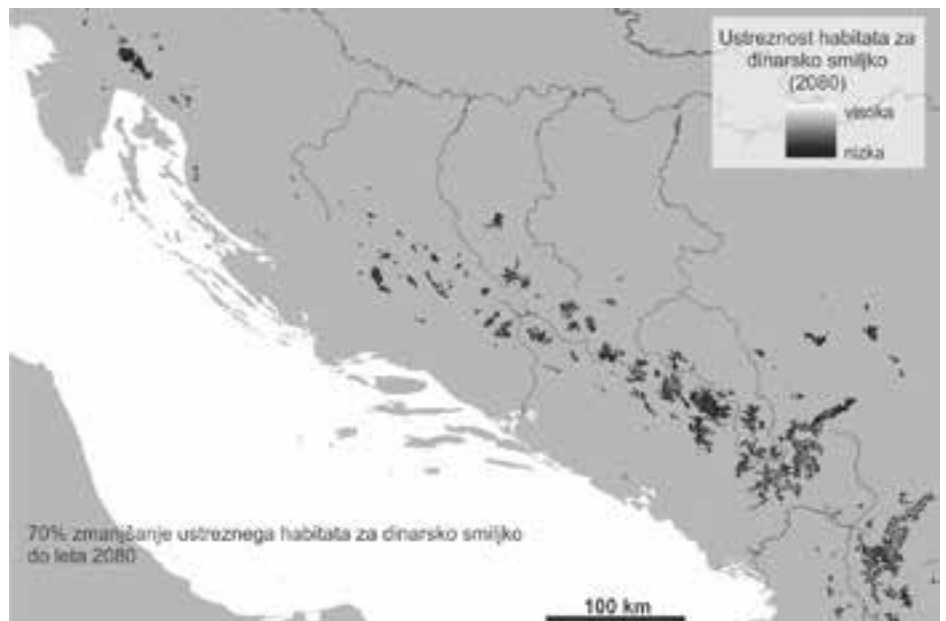 Ustreznost habitata za
dinarsko smiljko
(2080)
visoka
nizka
70% zmanjšanje ustreznega habitata za dinarsko smiljko
do leta 2080
100 km